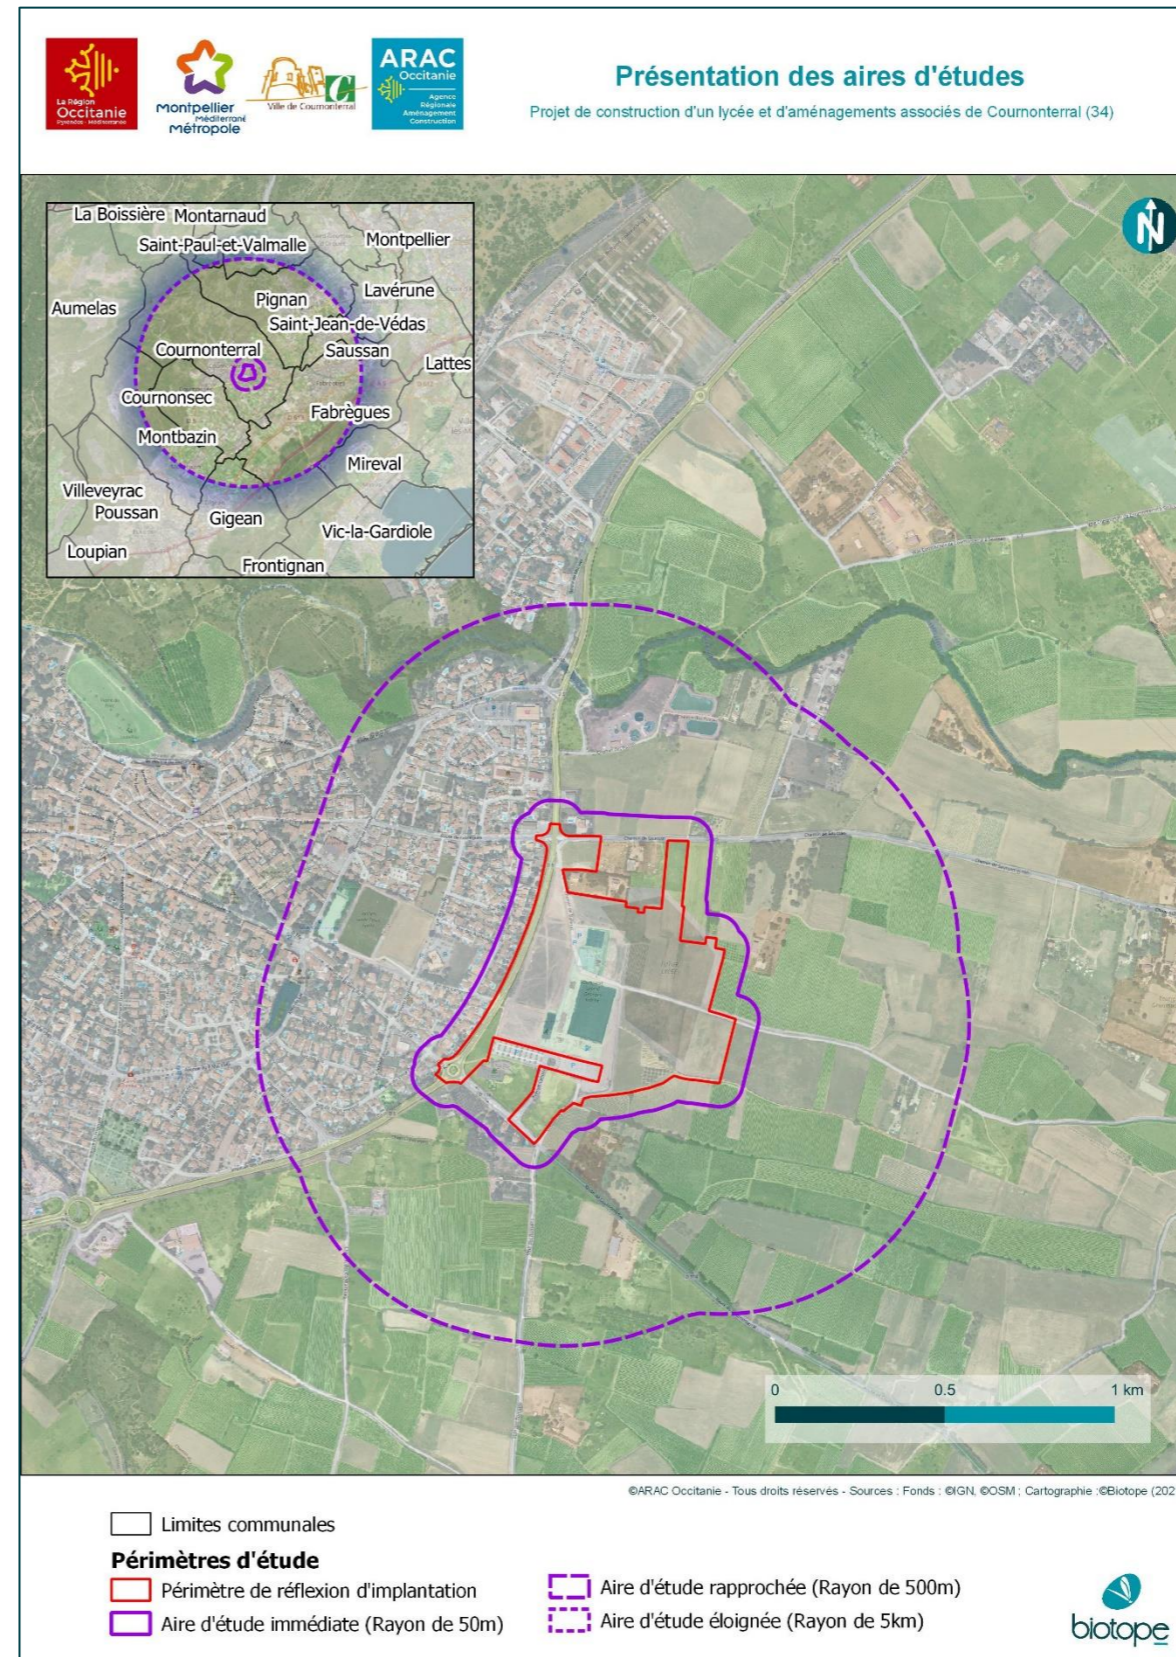 La Région
Occitanie
Pyrénées - Méditerranée
montpellier
Méditerranée
métropole
Ville de Cournonterral
ARAC
Occitanie
Agence
Régionale
Aménagement
Construction
Présentation des aires d'études
Projet de construction d'un lycée et d'aménagements associés de Cournonterral (34)
N
La Boissière
Montarnaud
Saint-Paul-et-Valmalle
Montpellier
Pignan
Lavérune
Aumelas
Saint-Jean-de-Védas
Cournonterral
Saussan
Lattes
Cournonsec
Fabrègues
Montbazin
Mireval
Villeveyrac
Poussan
Gigean
Vic-la-Gardiole
Loupian
Frontignan
0 0.5 1 km
©ARAC Occitanie - Tous droits réservés - Sources : Fonds : ©IGN, ©OSM ; Cartographie :©Biotope (202
Limites communales
Périmètres d'étude
Périmètre de réflexion d'implantation
Aire d'étude immédiate (Rayon de 50m)
Aire d'étude rapprochée (Rayon de 500m)
Aire d'étude éloignée (Rayon de 5km)
biotope